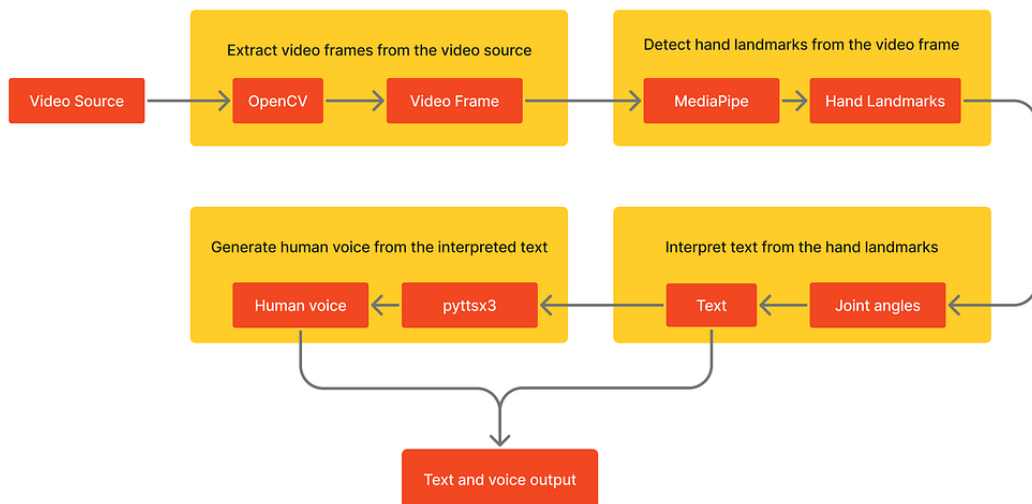 Extract video frames from the video source
Detect hand landmarks from the video frame
Video Source
OpenCV
Video Frame
MediaPipe
Hand Landmarks
Generate human voice from the interpreted text
Interpret text from the hand landmarks
Human voice
pyttsx3
Text
Joint angles
Text and voice output